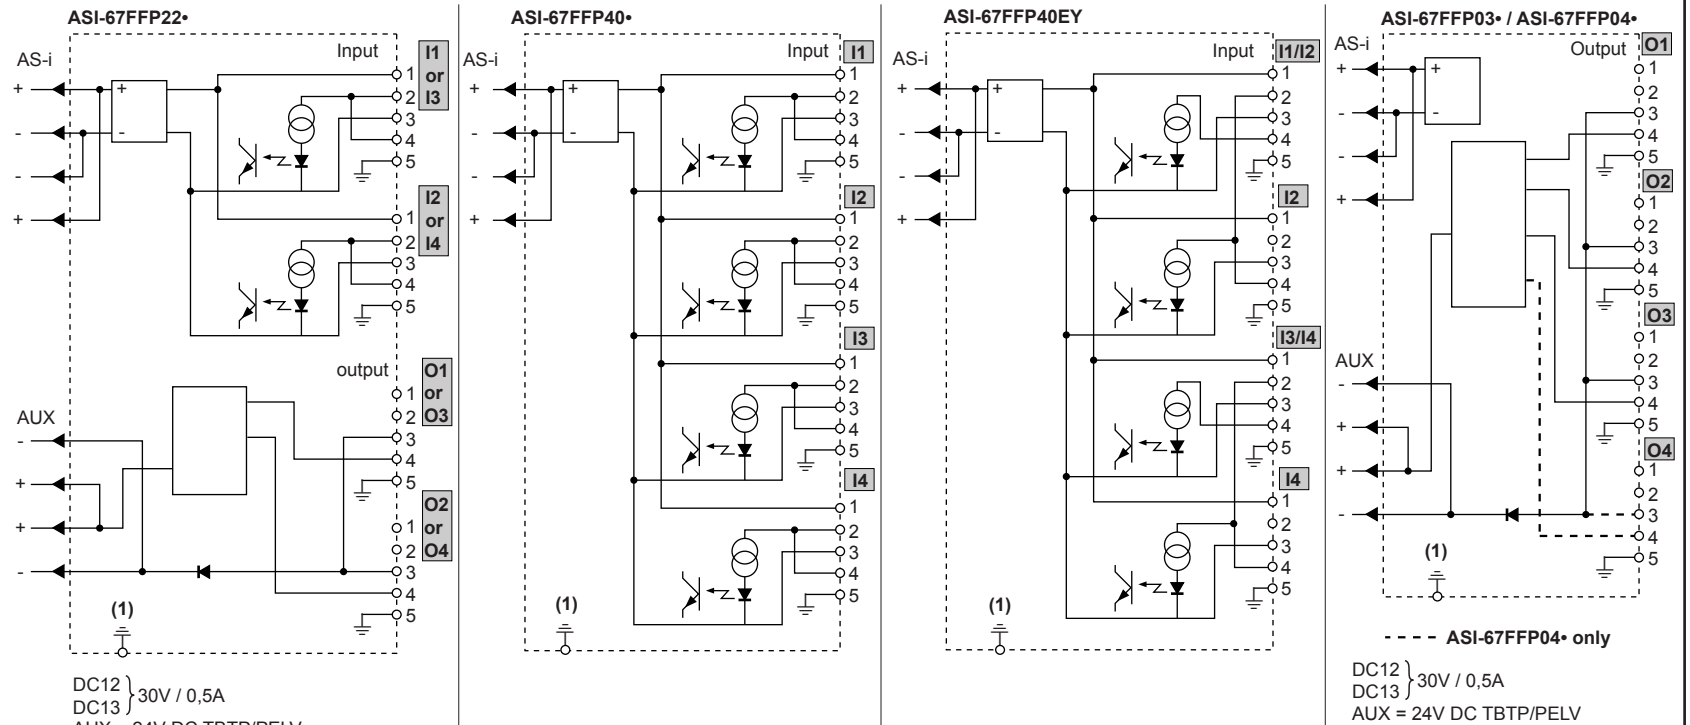 ASI-67FFP22•
AS-i
+
-
-
+
+
-
Input
I1
or
I3
1
2
3
4
5
I2
or
I4
1
2
3
4
5
output
O1
or
O3
1
2
3
4
5
O2
or
O4
1
2
3
4
5
AUX
-
+
+
-
(1)
DC12
DC13
30V / 0,5A
ASI-67FFP40•
AS-i
+
-
-
+
+
-
Input
I1
1
2
3
4
5
I2
1
2
3
4
5
I3
1
2
3
4
5
I4
1
2
3
4
5
(1)
ASI-67FFP40EY
AS-i
+
-
-
+
+
-
Input
I1/I2
1
2
3
4
5
I2
1
2
3
4
5
I3/I4
1
2
3
4
5
I4
1
2
3
4
5
(1)
ASI-67FFP03• / ASI-67FFP04•
AS-i
+
-
-
+
+
-
Output
O1
1
2
3
4
5
O2
1
2
3
4
5
O3
1
2
3
4
5
O4
1
2
3
4
5
AUX
-
+
+
-
(1)
ASI-67FFP04• only
DC12
DC13
30V / 0,5A
AUX = 24V DC TBTP/PELV